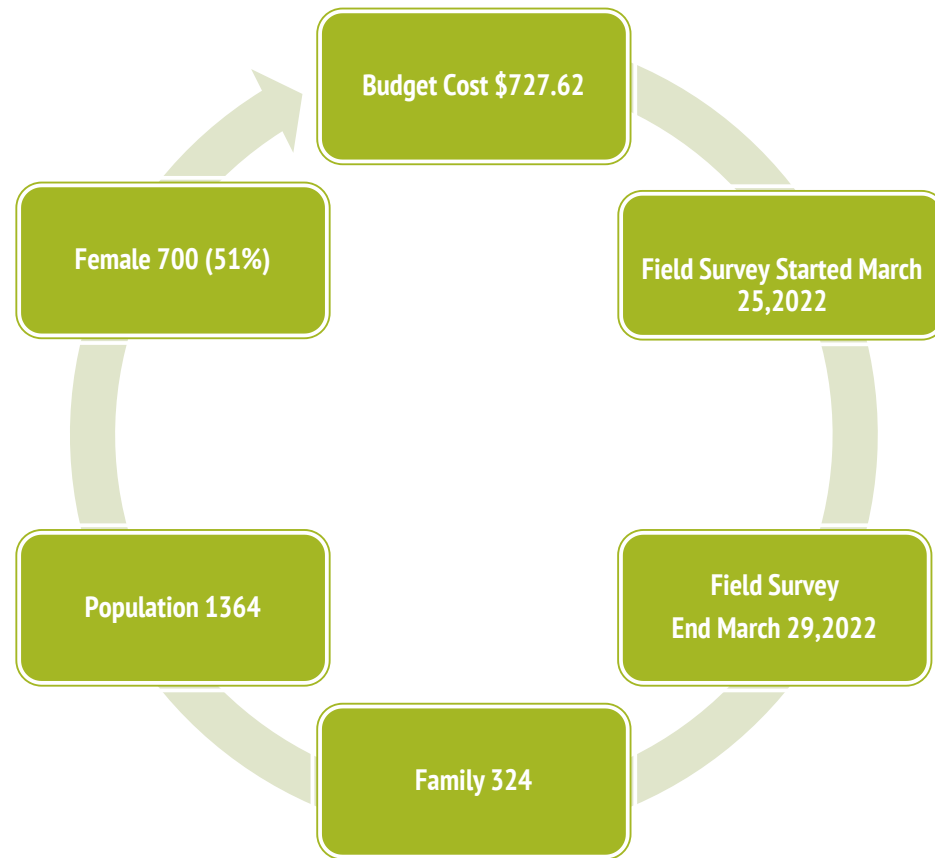 Budget Cost $727.62
Field Survey Started March
25,2022
Field Survey
End March 29,2022
Family 324
Population 1364
Female 700 (51%)